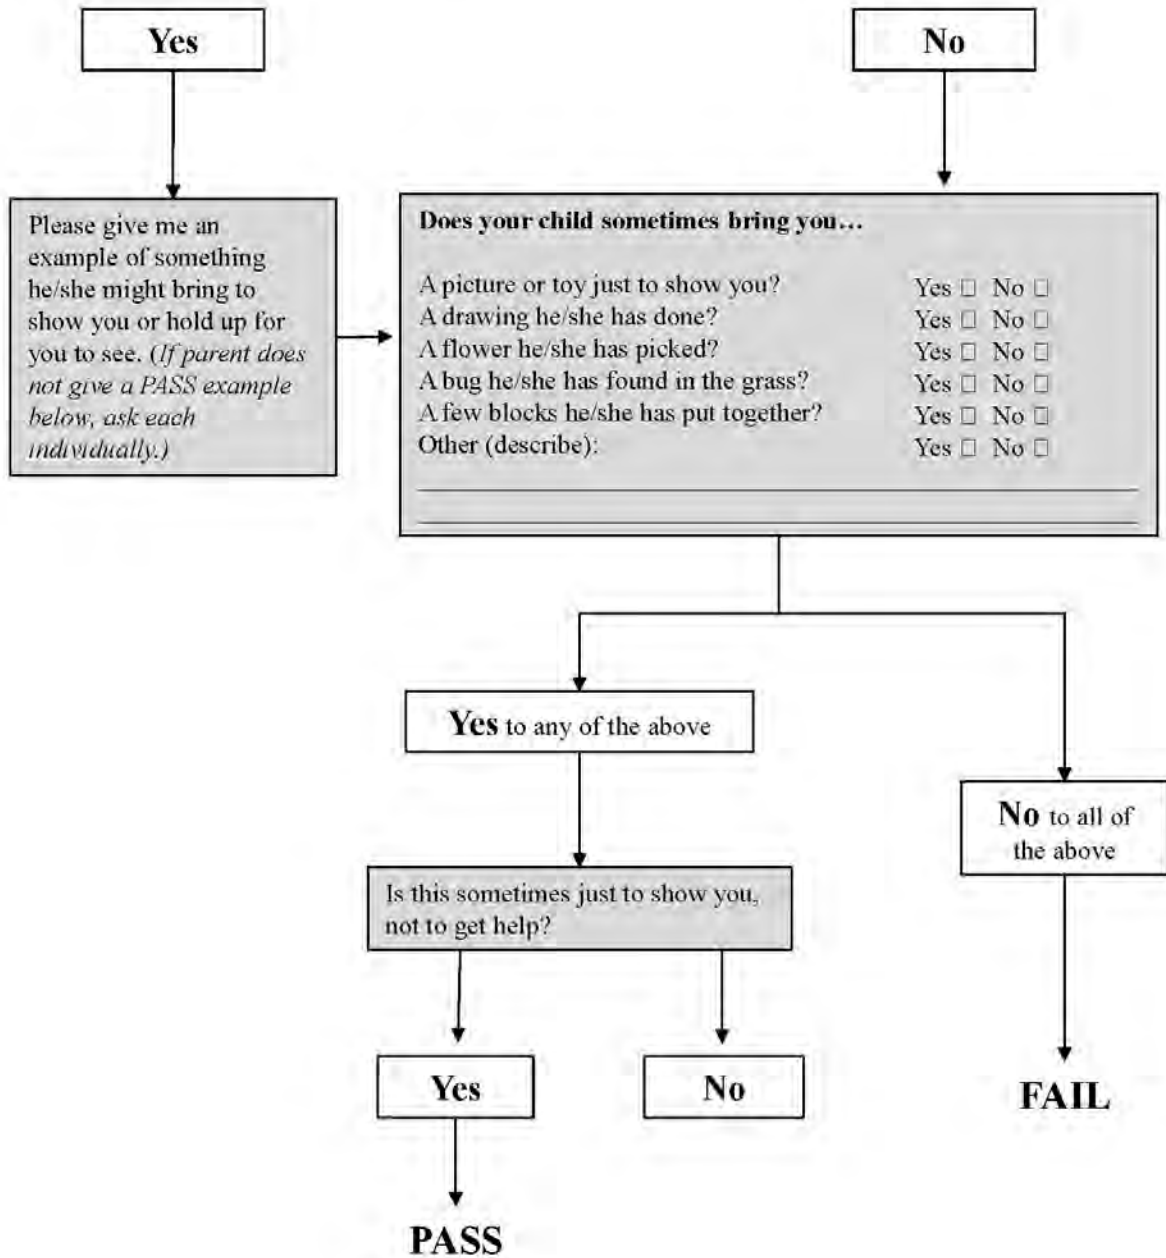 Yes
No
Please give me an
example of something
he/she might bring to
show you or hold up for
you to see. (If parent does
not give a PASS example
below, ask each
individually.)
Does your child sometimes bring you…
A picture or toy just to show you? Yes □ No □
A drawing he/she has done? Yes □ No □
A flower he/she has picked? Yes □ No □
A bug he/she has found in the grass? Yes □ No □
A few blocks he/she has put together? Yes □ No □
Other (describe): Yes □ No □
Yes to any of the above
No to all of
the above
Is this sometimes just to show you,
not to get help?
Yes
No
FAIL
PASS